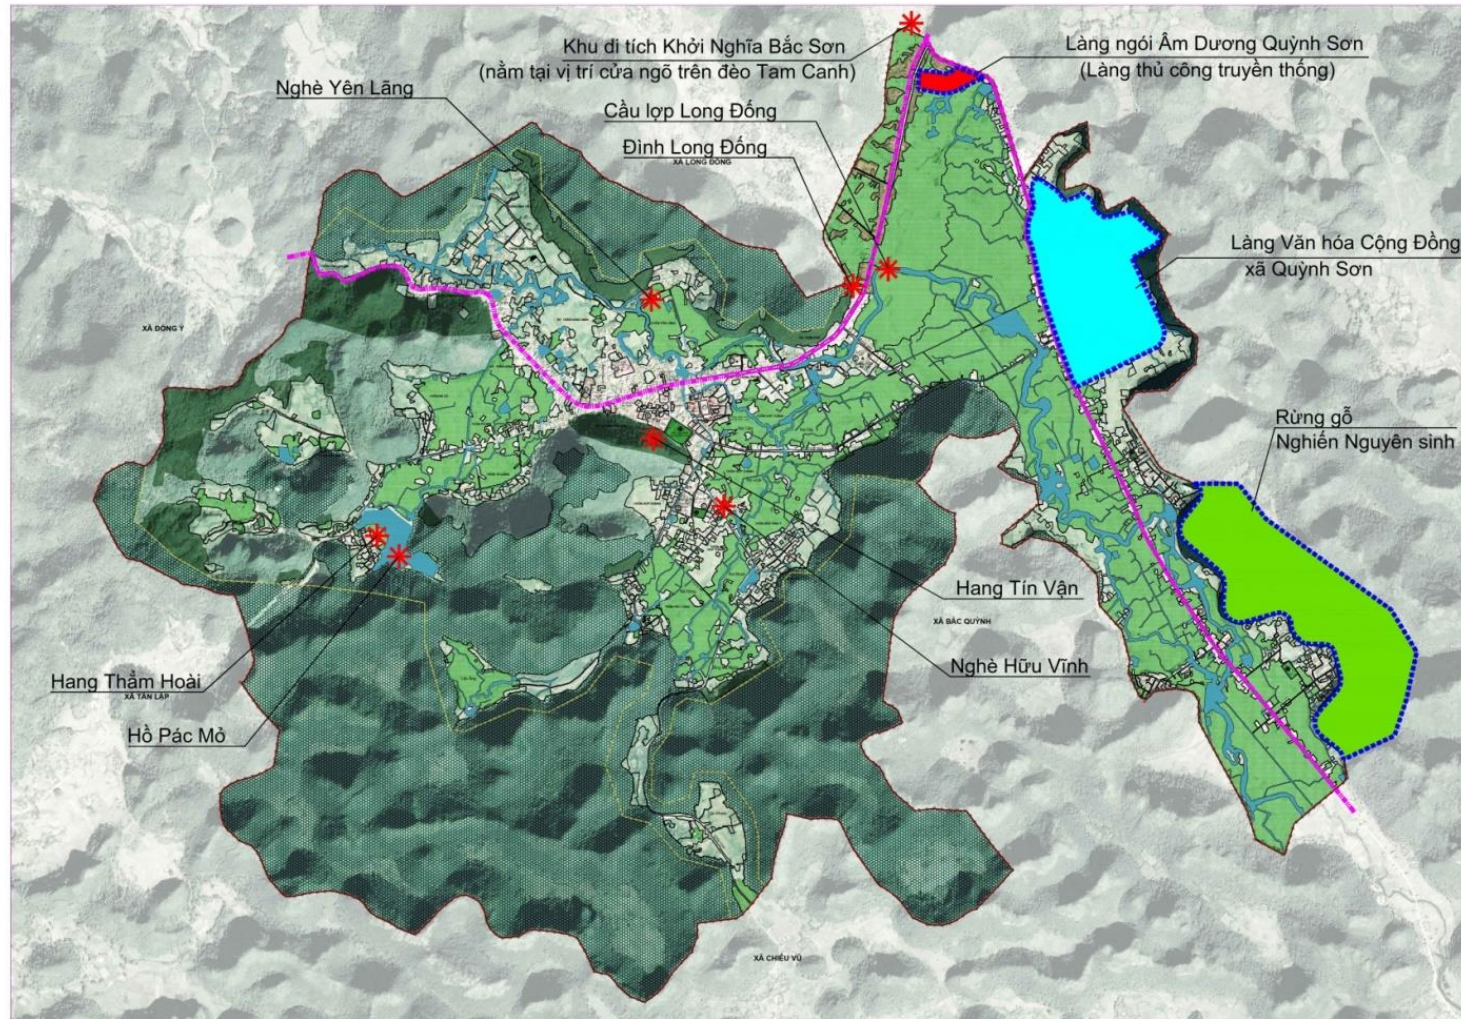 Khu di tích Khởi Nghĩa Bắc Sơn
(nằm tại vị trí cửa ngõ trên đèo Tam Canh)
Làng ngói Âm Dương Quỳnh Sơn
(Làng thủ công truyền thống)
Nghè Yên Lãng
Cầu lợp Long Đống
Đình Long Đống
XÃ LONG ĐỐNG
Làng Văn hóa Cộng Đồng
xã Quỳnh Sơn
XÃ ĐỒNG Ý
Rừng gỗ
Nghiến Nguyên sinh
Hang Tín Vận
XÃ BẮC QUỲNH
Nghè Hữu Vĩnh
Hang Thẳm Hoài
XÃ TÂN LẬP
Hồ Pác Mỏ
XÃ CHIÊU VŨ